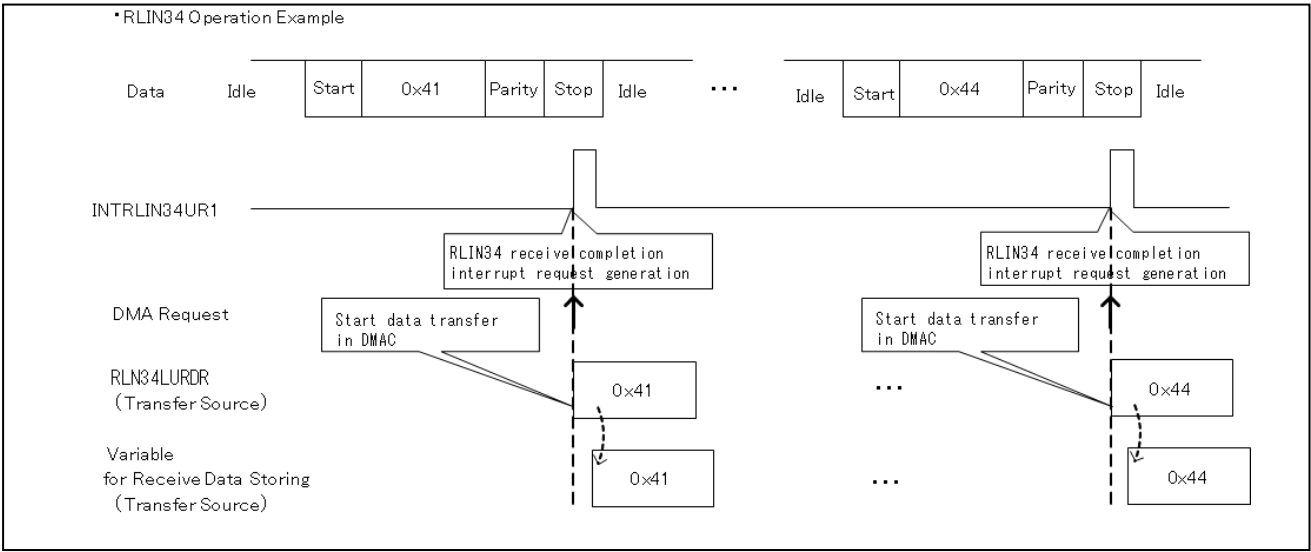 ・RLIN34 Operation Example
Data Idle Start 0x41 Parity Stop Idle ... Idle Start 0x44 Parity Stop Idle
INTRLIN34UR1
RLIN34 receive completion
interrupt request generation
RLIN34 receive completion
interrupt request generation
DMA Request
Start data transfer
in DMAC
Start data transfer
in DMAC
RLN34LURDR
(Transfer Source)
0x41 ... 0x44
Variable
for Receive Data Storing
(Transfer Source)
0x41 ... 0x44